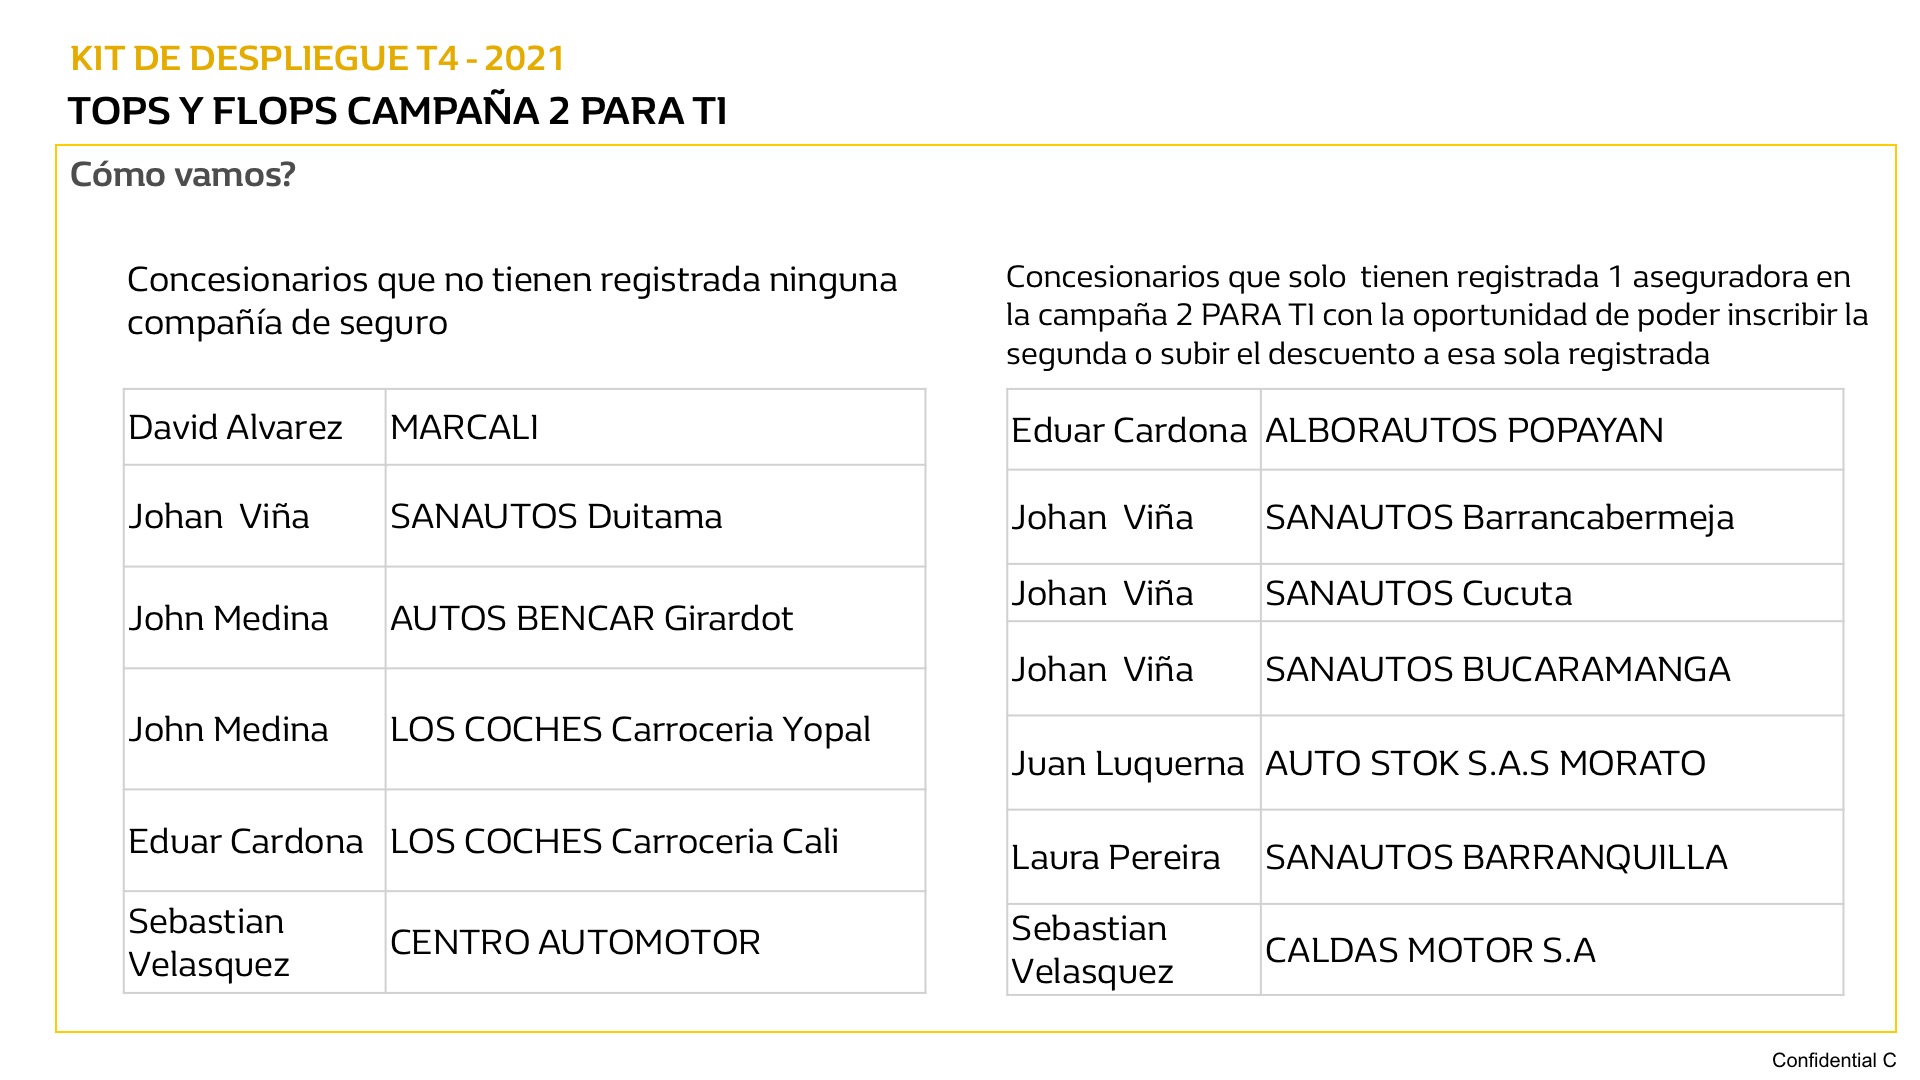 KIT DE DESPLIEGUE T4 - 2021
TOPS Y FLOPS CAMPAÑA 2 PARA TI
Cómo vamos?
Concesionarios que no tienen registrada ninguna
compañía de seguro
David Alvarez MARCALI
Johan Viña SANAUTOS Duitama
John Medina AUTOS BENCAR Girardot
John Medina LOS COCHES Carroceria Yopal
Eduar Cardona LOS COCHES Carroceria Cali
Sebastian
Velasquez CENTRO AUTOMOTOR
Concesionarios que solo tienen registrada 1 aseguradora en
la campaña 2 PARA TI con la oportunidad de poder inscribir la
segunda o subir el descuento a esa sola registrada
Eduar Cardona ALBORAUTOS POPAYAN
Johan Viña SANAUTOS Barrancabermeja
Johan Viña SANAUTOS Cucuta
Johan Viña SANAUTOS BUCARAMANGA
Juan Luquerna AUTO STOK S.A.S MORATO
Laura Pereira SANAUTOS BARRANQUILLA
Sebastian
Velasquez CALDAS MOTOR S.A
Confidential C